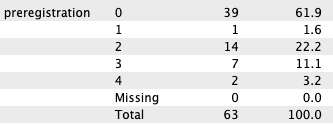 preregistration 0 39 61.9
1 1 1.6
2 14 22.2
3 7 11.1
4 2 3.2
Missing 0 0.0
Total 63 100.0